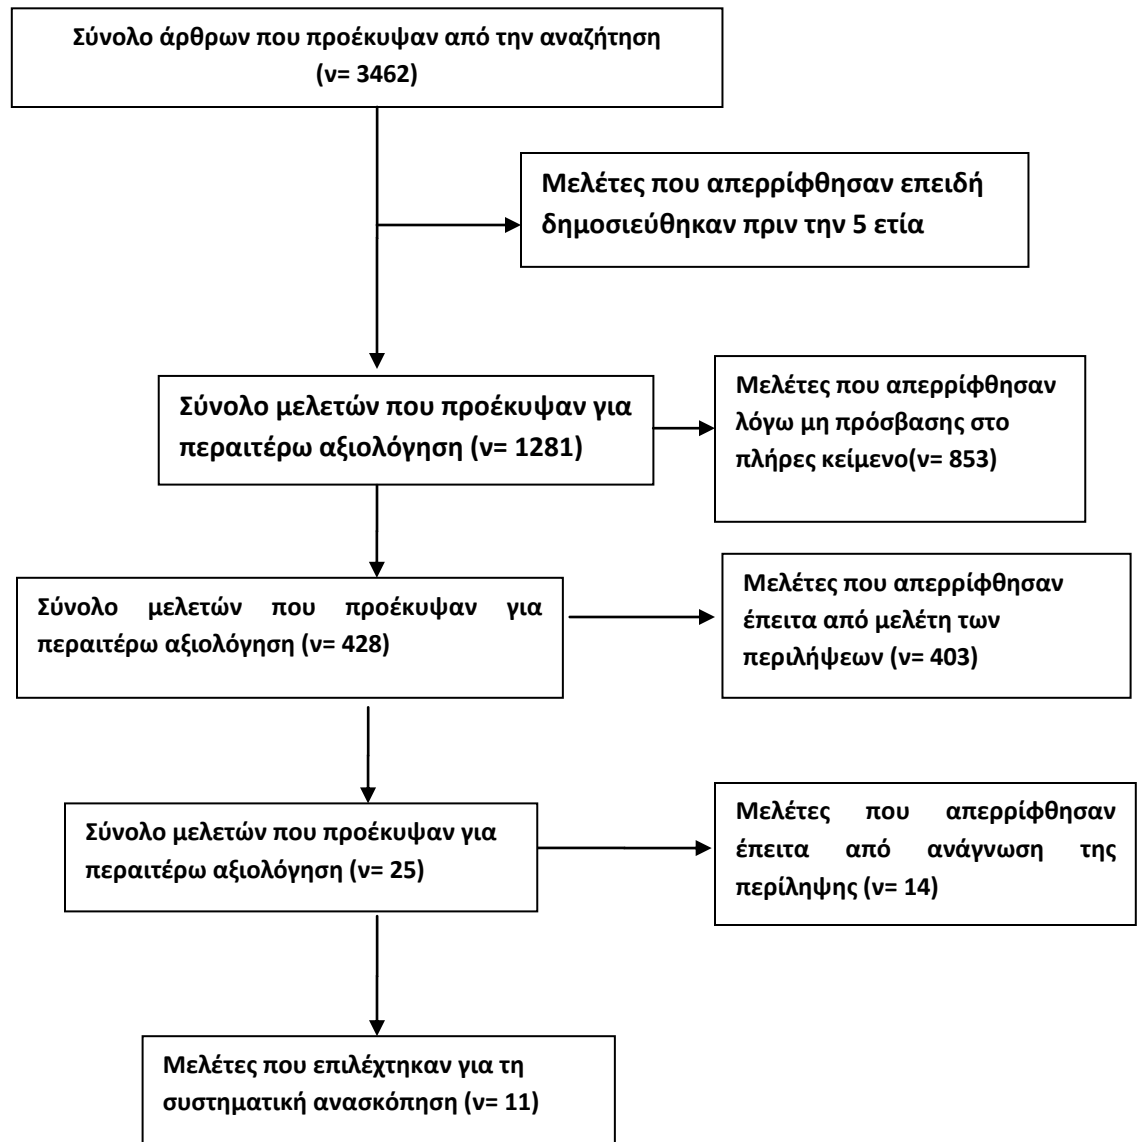 Σύνολο άρθρων που προέκυψαν από την αναζήτηση
(ν= 3462)
Μελέτες που απερρίφθησαν επειδή
δημοσιεύθηκαν πριν την 5 ετία
Σύνολο μελετών που προέκυψαν για
περαιτέρω αξιολόγηση (ν= 1281)
Μελέτες που απερρίφθησαν
λόγω μη πρόσβασης στο
πλήρες κείμενο(ν= 853)
Σύνολο μελετών που προέκυψαν για
περαιτέρω αξιολόγηση (ν= 428)
Μελέτες που απερρίφθησαν
έπειτα από μελέτη των
περιλήψεων (ν= 403)
Σύνολο μελετών που προέκυψαν για
περαιτέρω αξιολόγηση (ν= 25)
Μελέτες που απερρίφθησαν
έπειτα από ανάγνωση της
περίληψης (ν= 14)
Μελέτες που επιλέχτηκαν για τη
συστηματική ανασκόπηση (ν= 11)